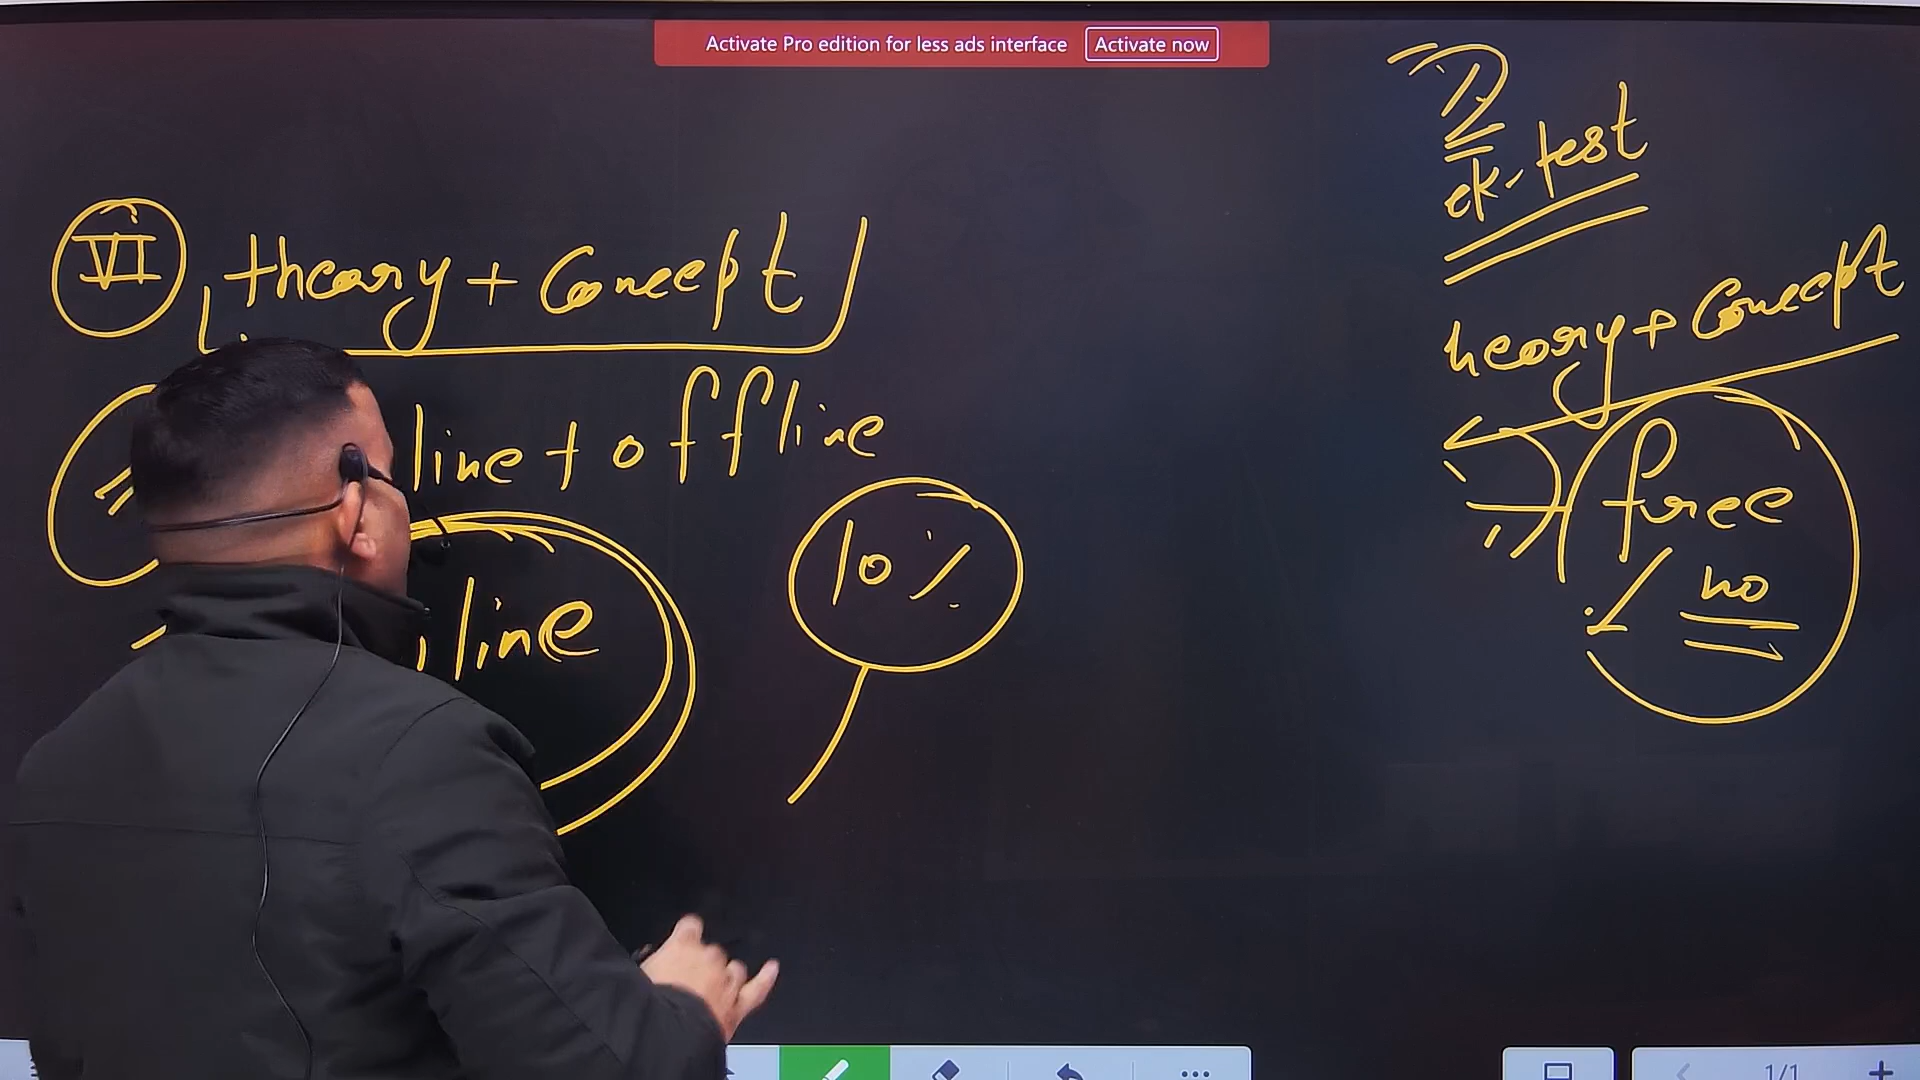 Activate Pro edition for less ads interface Activate now
VI theory + Concept
line + offline
line
10%
ek test
heory + Concept
free
no
1/1